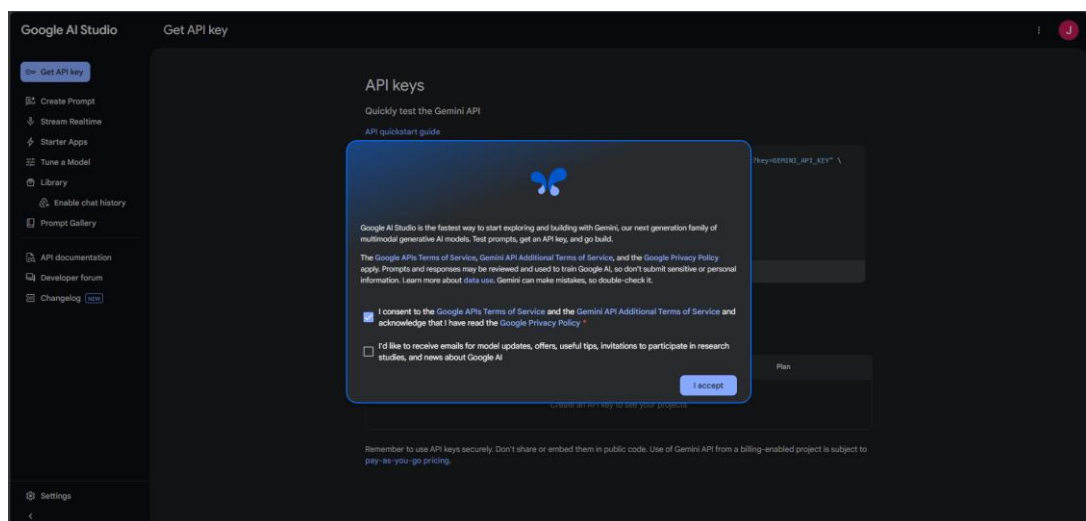 Google AI Studio
Get API key
J
Get API key
Create Prompt
Stream Realtime
Starter Apps
Tune a Model
Library
Enable chat history
Prompt Gallery
API documentation
Developer forum
Changelog NEW
Settings
API keys
Quickly test the Gemini API
API quickstart guide
?key=GEMINI_API_KEY" \
Google AI Studio is the fastest way to start exploring and building with Gemini, our next generation family of
multimodal generative AI models. Test prompts, get an API key, and go build.
The Google APIs Terms of Service, Gemini API Additional Terms of Service, and the Google Privacy Policy
apply. Prompts and responses may be reviewed and used to train Google AI, so don't submit sensitive or personal
information. Learn more about data use. Gemini can make mistakes, so double-check it.
I consent to the Google APIs Terms of Service and the Gemini API Additional Terms of Service and
acknowledge that I have read the Google Privacy Policy *
I'd like to receive emails for model updates, offers, useful tips, invitations to participate in research
studies, and news about Google AI
I accept
Plan
Create an API key to see your projects
Remember to use API keys securely. Don't share or embed them in public code. Use of Gemini API from a billing-enabled project is subject to
pay-as-you-go pricing.